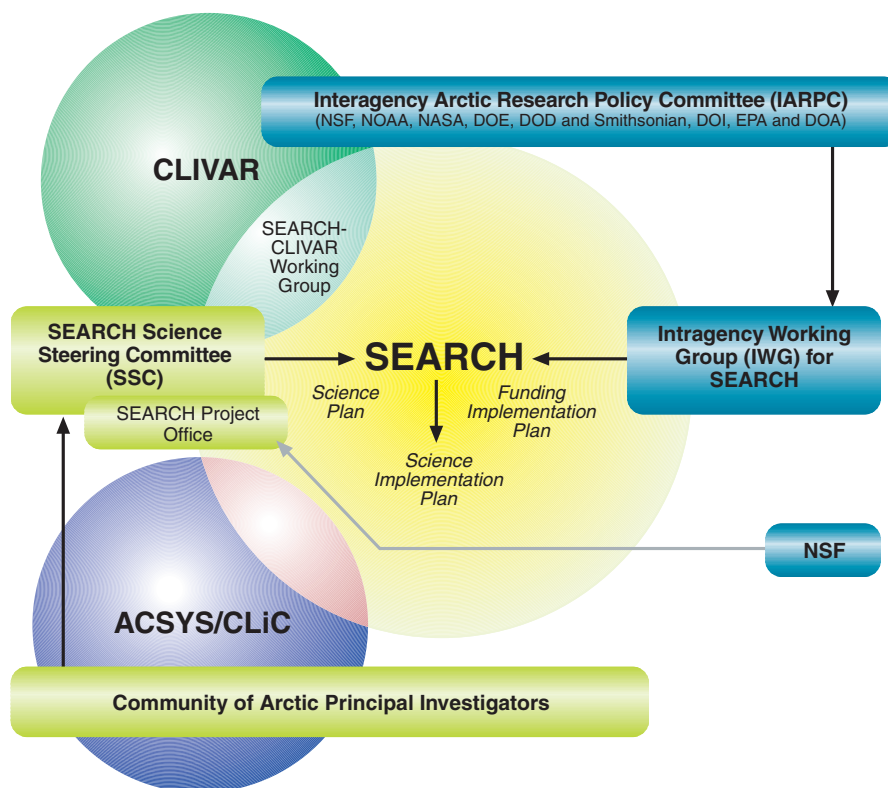 Interagency Arctic Research Policy Committee (IARPC)
(NSF, NOAA, NASA, DOE, DOD and Smithsonian, DOI, EPA and DOA)
CLIVAR
SEARCH-
CLIVAR
Working
Group
SEARCH Science
Steering Committee
(SSC)
SEARCH Project
Office
SEARCH
Science
Plan
Funding
Implementation
Plan
Science
Implementation
Plan
Intragency Working
Group (IWG) for
SEARCH
NSF
ACSYS/CLiC
Community of Arctic Principal Investigators